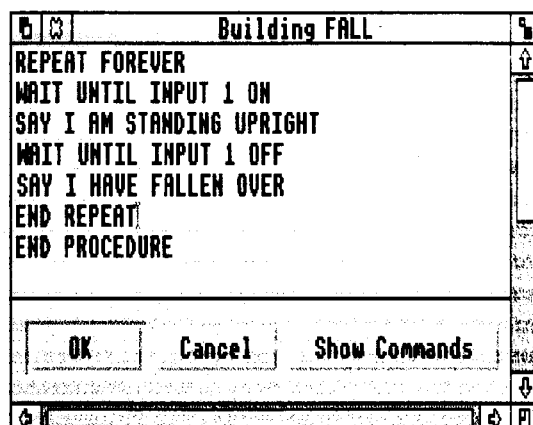 Building FALL
REPEAT FOREVER
WAIT UNTIL INPUT 1 ON
SAY I AM STANDING UPRIGHT
WAIT UNTIL INPUT 1 OFF
SAY I HAVE FALLEN OVER
END REPEAT
END PROCEDURE
OK Cancel Show Commands